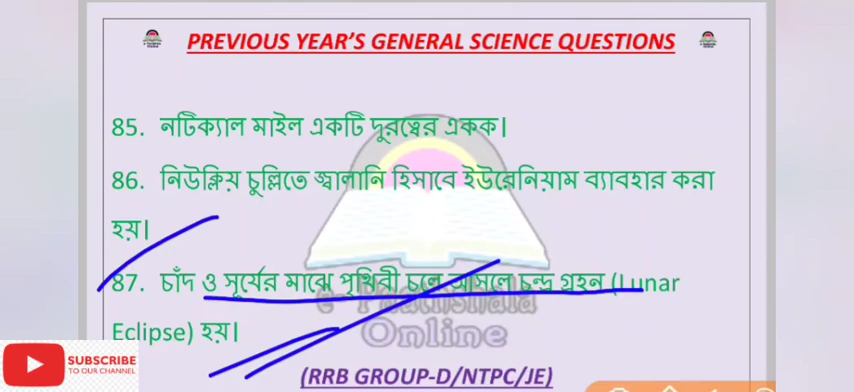 PREVIOUS YEAR'S GENERAL SCIENCE QUESTIONS
85. নটিক্যাল মাইল একটি দুরত্বের একক।
86. নিউক্লিয় চুল্লিতে জ্বালানি হিসাবে ইউরেনিয়াম ব্যাবহার করা
হয়।
87. চাঁদ ও সূর্যের মাঝে পৃথিবী চলে আসলে চন্দ্র গ্রহন (Lunar
Eclipse) হয়।
e-Paathshala
Online
SUBSCRIBE
TO OUR CHANNEL
(RRB GROUP-D/NTPC/JE)